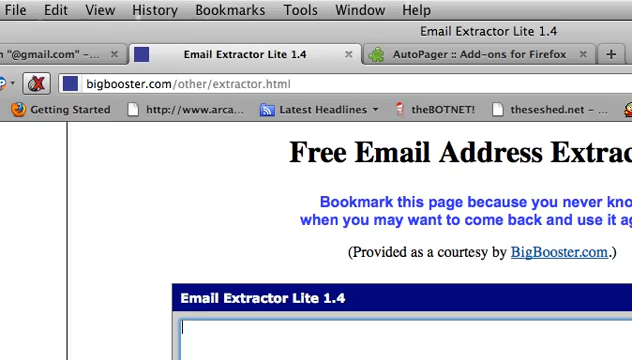 File Edit View History Bookmarks Tools Window Help
Email Extractor Lite 1.4
"@gmail.com" –... Email Extractor Lite 1.4 AutoPager :: Add-ons for Firefox
bigbooster.com/other/extractor.html
Getting Started http://www.arca... Latest Headlines theBOTNET! theseshed.net –...
Free Email Address Extrac
Bookmark this page because you never kno
when you may want to come back and use it ag
(Provided as a courtesy by BigBooster.com.)
Email Extractor Lite 1.4